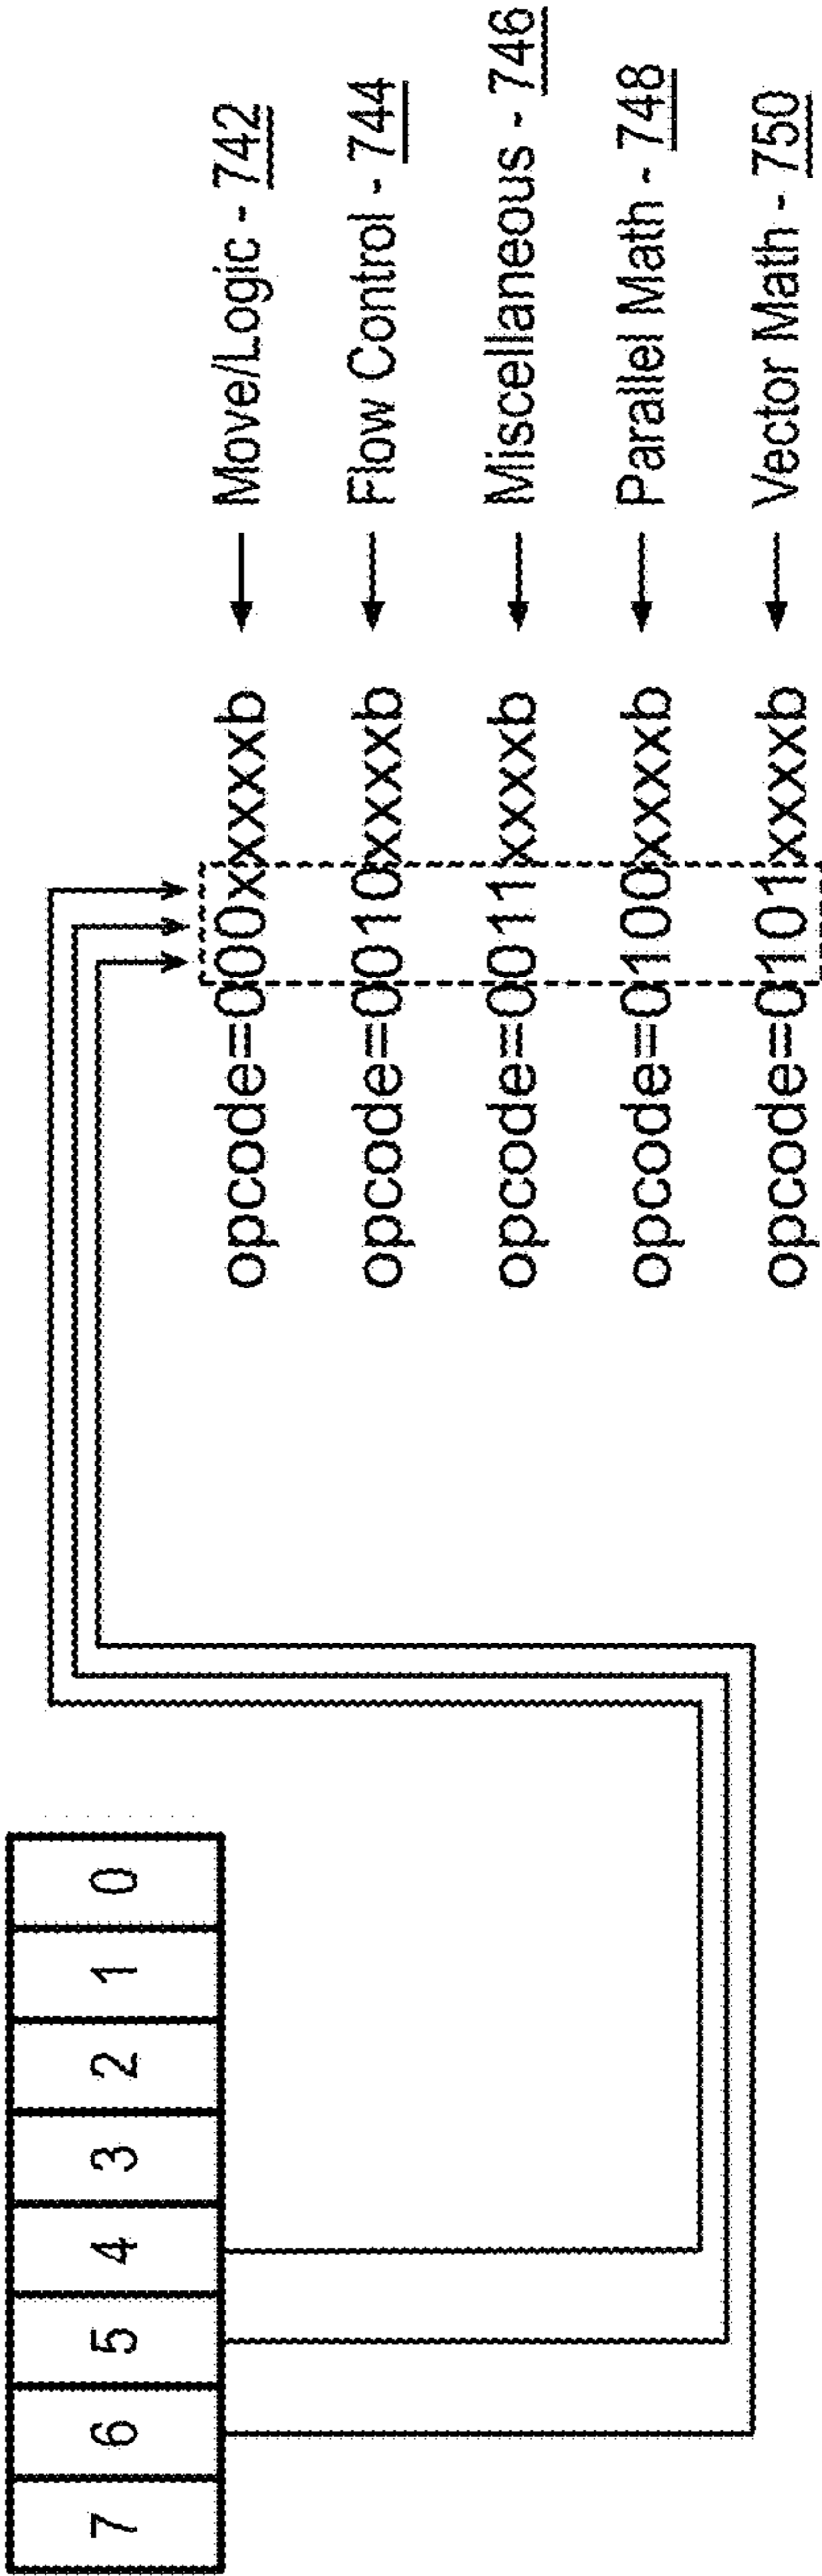 7 6 5 4 3 2 1 0
opcode=000xxxxxb Move/Logic - 742
opcode=0010xxxxb Flow Control - 744
opcode=0011xxxxb Miscellaneous - 746
opcode=0100xxxxb Parallel Math - 748
opcode=0101xxxxb Vector Math - 750